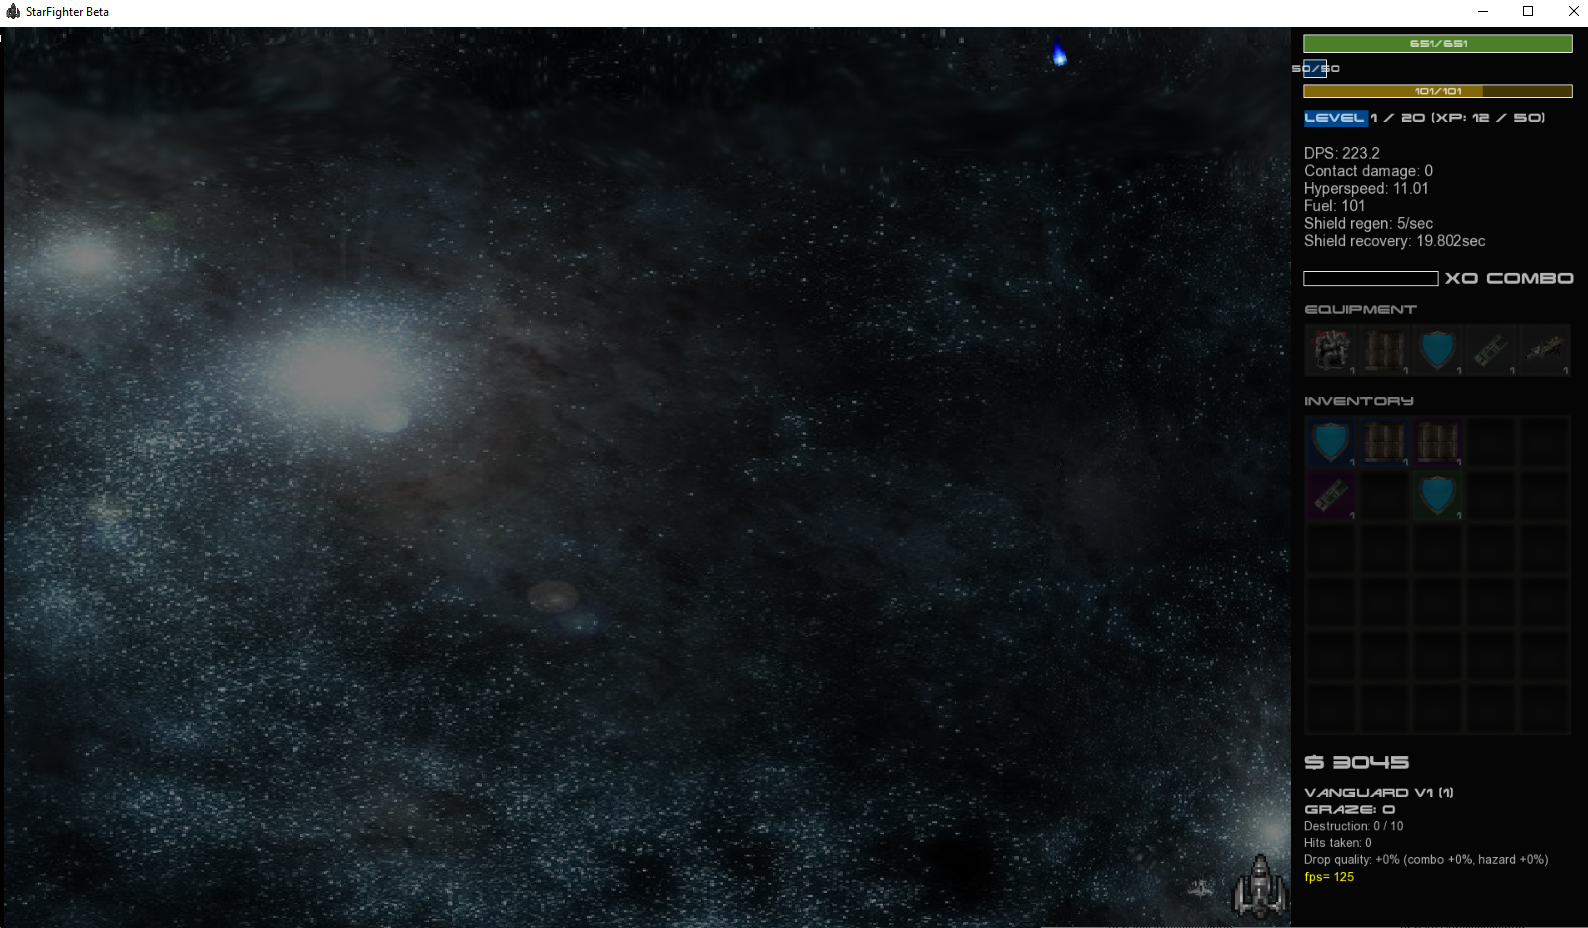 StarFighter Beta
651/651
50/50
101/101
LEVEL 1 / 20 (XP: 12 / 50)
DPS: 223.2
Contact damage: 0
Hyperspeed: 11.01
Fuel: 101
Shield regen: 5/sec
Shield recovery: 19.802sec
X0 COMBO
EQUIPMENT
1 1 1 1 1
INVENTORY
1 1 1
1 1
$ 3045
VANGUARD V1 (1)
GRAZE: 0
Destruction: 0 / 10
Hits taken: 0
Drop quality: +0% (combo +0%, hazard +0%)
fps= 125